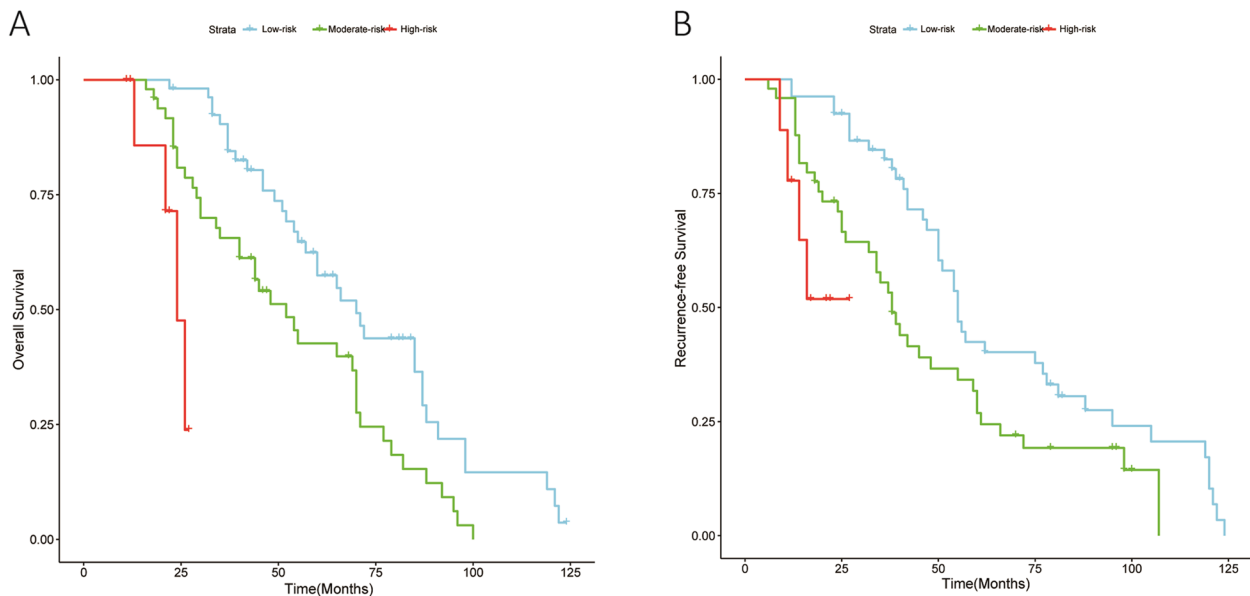 A
Strata Low-risk Moderate-risk High-risk
1.00
0.75
0.50
0.25
0.00
Overall Survival
0 25 50 75 100 125
Time(Months)
B
Strata Low-risk Moderate-risk High-risk
1.00
0.75
0.50
0.25
0.00
Recurrence-free Survival
0 25 50 75 100 125
Time(Months)